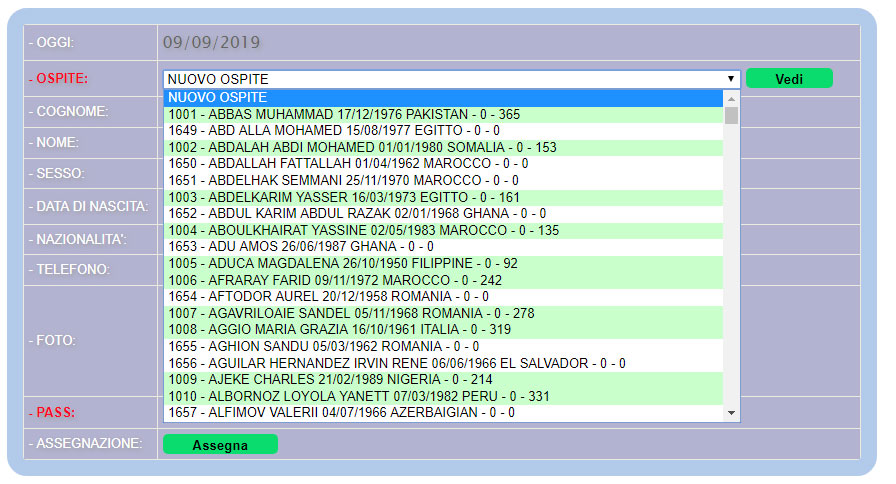 - OGGI: 09/09/2019
- OSPITE: NUOVO OSPITE Vedi
NUOVO OSPITE
- COGNOME:
- NOME:
- SESSO:
- DATA DI NASCITA:
- NAZIONALITA':
- TELEFONO:
- FOTO:
- PASS:
1001 - ABBAS MUHAMMAD 17/12/1976 PAKISTAN - 0 - 365
1649 - ABD ALLA MOHAMED 15/08/1977 EGITTO - 0 - 0
1002 - ABDALAH ABDI MOHAMED 01/01/1980 SOMALIA - 0 - 153
1650 - ABDALLAH FATTALLAH 01/04/1962 MAROCCO - 0 - 0
1651 - ABDELHAK SEMMANI 25/11/1970 MAROCCO - 0 - 0
1003 - ABDELKARIM YASSER 16/03/1973 EGITTO - 0 - 161
1652 - ABDUL KARIM ABDUL RAZAK 02/01/1968 GHANA - 0 - 0
1004 - ABOULKHAIRAT YASSINE 02/05/1983 MAROCCO - 0 - 135
1653 - ADU AMOS 26/06/1987 GHANA - 0 - 0
1005 - ADUCA MAGDALENA 26/10/1950 FILIPPINE - 0 - 92
1006 - AFRARAY FARID 09/11/1972 MAROCCO - 0 - 242
1654 - AFTODOR AUREL 20/12/1958 ROMANIA - 0 - 0
1007 - AGAVRILOAIE SANDEL 05/11/1968 ROMANIA - 0 - 278
1008 - AGGIO MARIA GRAZIA 16/10/1961 ITALIA - 0 - 319
1655 - AGHION SANDU 05/03/1962 ROMANIA - 0 - 0
1656 - AGUILAR HERNANDEZ IRVIN RENE 06/06/1966 EL SALVADOR - 0 - 0
1009 - AJEKE CHARLES 21/02/1989 NIGERIA - 0 - 214
1010 - ALBORNOZ LOYOLA YANETT 07/03/1982 PERU - 0 - 331
1657 - ALFIMOV VALERII 04/07/1966 AZERBAIGIAN - 0 - 0
- ASSEGNAZIONE: Assegna